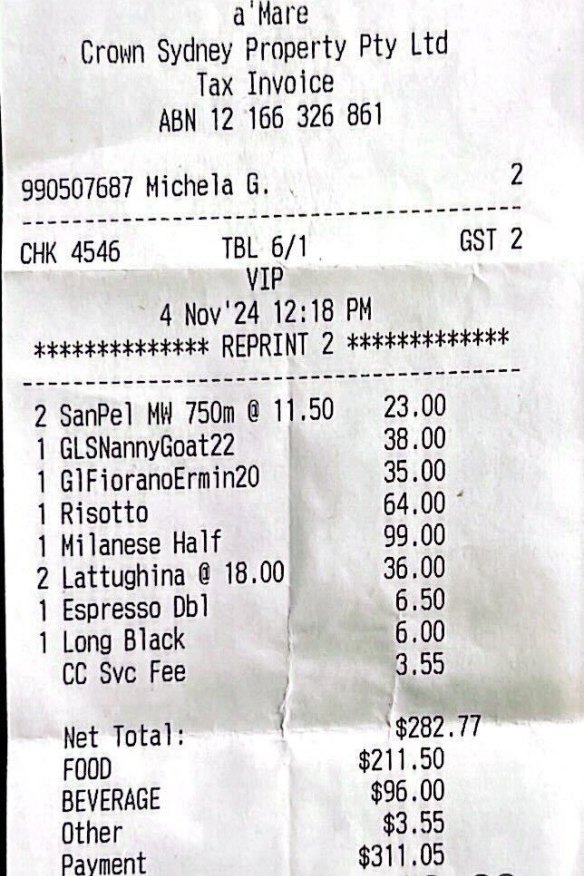 a'Mare
Crown Sydney Property Pty Ltd
Tax Invoice
ABN 12 166 326 861
990507687 Michela G. 2
--------------------------------
CHK 4546 TBL 6/1 GST 2
VIP
4 Nov'24 12:18 PM
************** REPRINT 2 *************
--------------------------------
2 SanPel MW 750m @ 11.50 23.00
1 GLSNannyGoat22 38.00
1 GlFioranoErmin20 35.00
1 Risotto 64.00
1 Milanese Half 99.00
2 Lattughina @ 18.00 36.00
1 Espresso Dbl 6.50
1 Long Black 6.00
CC Svc Fee 3.55
Net Total: $282.77
FOOD $211.50
BEVERAGE $96.00
Other $3.55
Payment $311.05